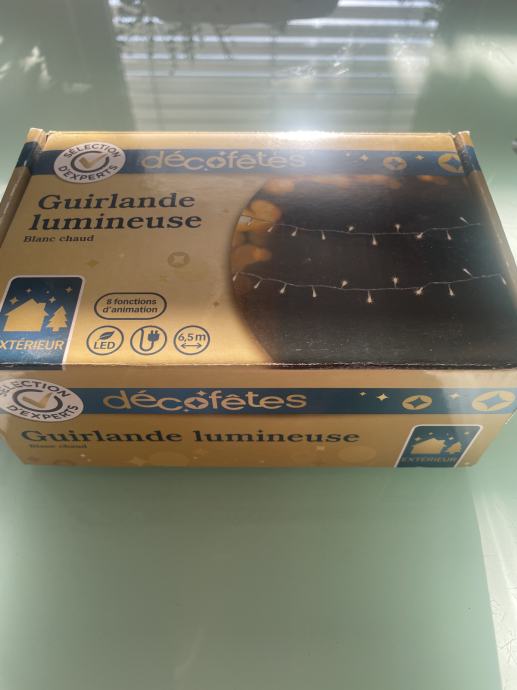 SÉLECTION
D'EXPERTS
décofêtes
Guirlande
lumineuse
Blanc chaud
8 fonctions
d'animation
LED
6,5 m
XTÉRIEUR
SÉLECTION
D'EXPERTS
décofêtes
Guirlande lumineuse
Blanc chaud
EXTÉRIEUR